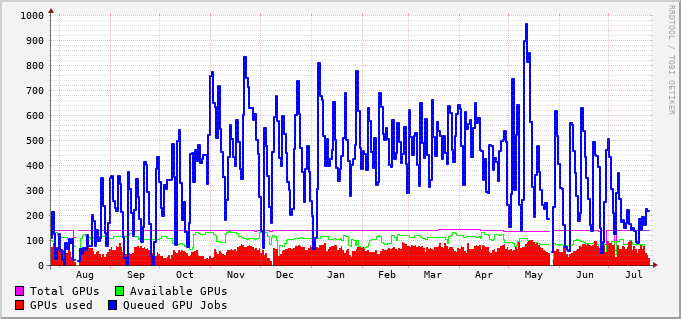 1000
900
800
700
600
500
400
300
200
100
0
Aug Sep Oct Nov Dec Jan Feb Mar Apr May Jun Jul
Total GPUs Available GPUs
GPUs used Queued GPU Jobs
RRDTOOL / TOBI OETIKER